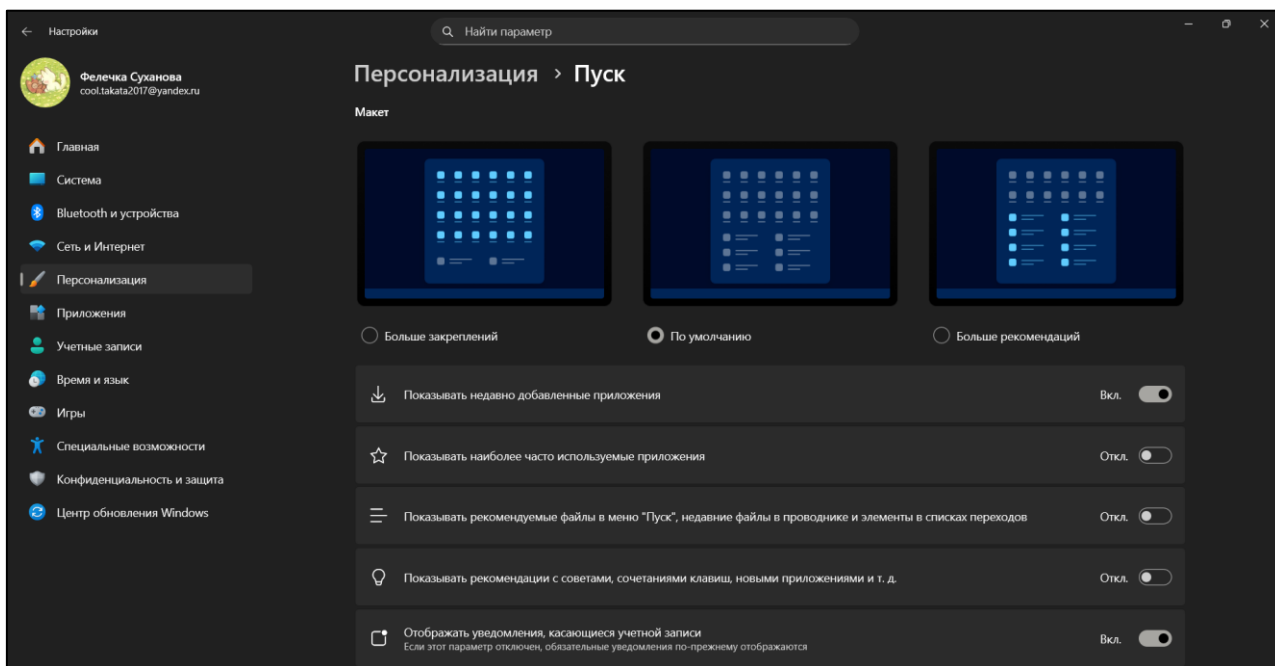 Настройки
Найти параметр
Фелечка Суханова
cool.takata2017@yandex.ru
Главная
Система
Bluetooth и устройства
Сеть и Интернет
Персонализация
Приложения
Учетные записи
Время и язык
Игры
Специальные возможности
Конфиденциальность и защита
Центр обновления Windows
Персонализация > Пуск
Макет
Больше закреплений
По умолчанию
Больше рекомендаций
Показывать недавно добавленные приложения Вкл.
Показывать наиболее часто используемые приложения Откл.
Показывать рекомендуемые файлы в меню "Пуск", недавние файлы в проводнике и элементы в списках переходов Откл.
Показывать рекомендации с советами, сочетаниями клавиш, новыми приложениями и т. д. Откл.
Отображать уведомления, касающиеся учетной записи Вкл.
Если этот параметр отключен, обязательные уведомления по-прежнему отображаются